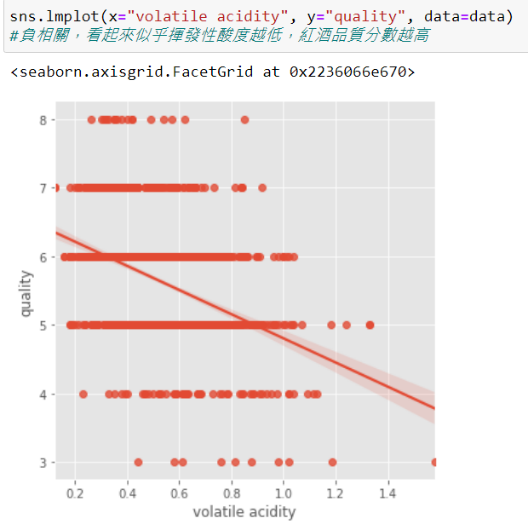 sns.lmplot(x="volatile acidity", y="quality", data=data)
#負相關，看起來似乎揮發性酸度越低，紅酒品質分數越高
<seaborn.axisgrid.FacetGrid at 0x2236066e670>
8
7
6
5
4
3
quality
0.2 0.4 0.6 0.8 1.0 1.2 1.4
volatile acidity